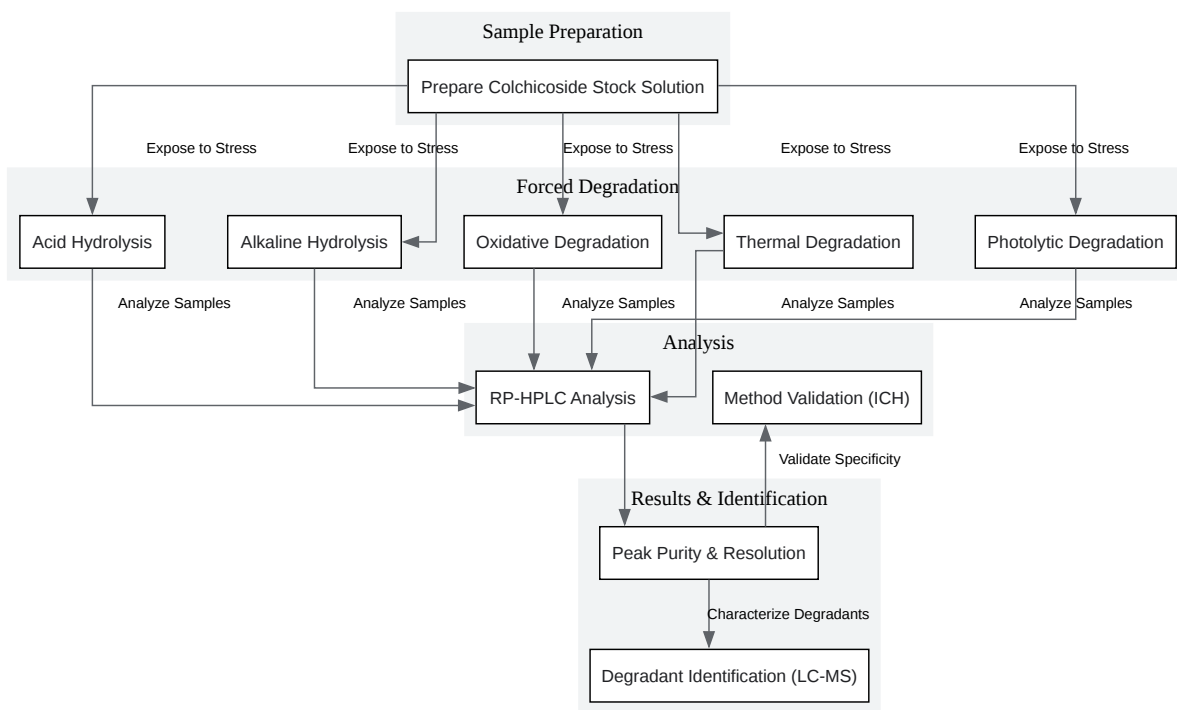 Sample Preparation
Prepare Colchicoside Stock Solution
Expose to Stress
Expose to Stress
Expose to Stress
Expose to Stress
Expose to Stress
Forced Degradation
Acid Hydrolysis
Alkaline Hydrolysis
Oxidative Degradation
Thermal Degradation
Photolytic Degradation
Analyze Samples
Analyze Samples
Analyze Samples
Analyze Samples
Analyze Samples
Analysis
RP-HPLC Analysis
Method Validation (ICH)
Validate Specificity
Results & Identification
Peak Purity & Resolution
Characterize Degradants
Degradant Identification (LC-MS)